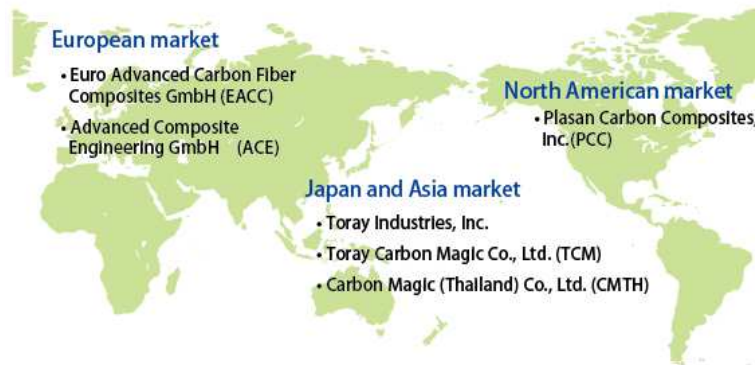 European market
• Euro Advanced Carbon Fiber
Composites GmbH (EACC)
• Advanced Composite
Engineering GmbH (ACE)
North American market
• Plasan Carbon Composites,
Inc.(PCC)
Japan and Asia market
• Toray Industries, Inc.
• Toray Carbon Magic Co., Ltd. (TCM)
• Carbon Magic (Thailand) Co., Ltd. (CMTH)